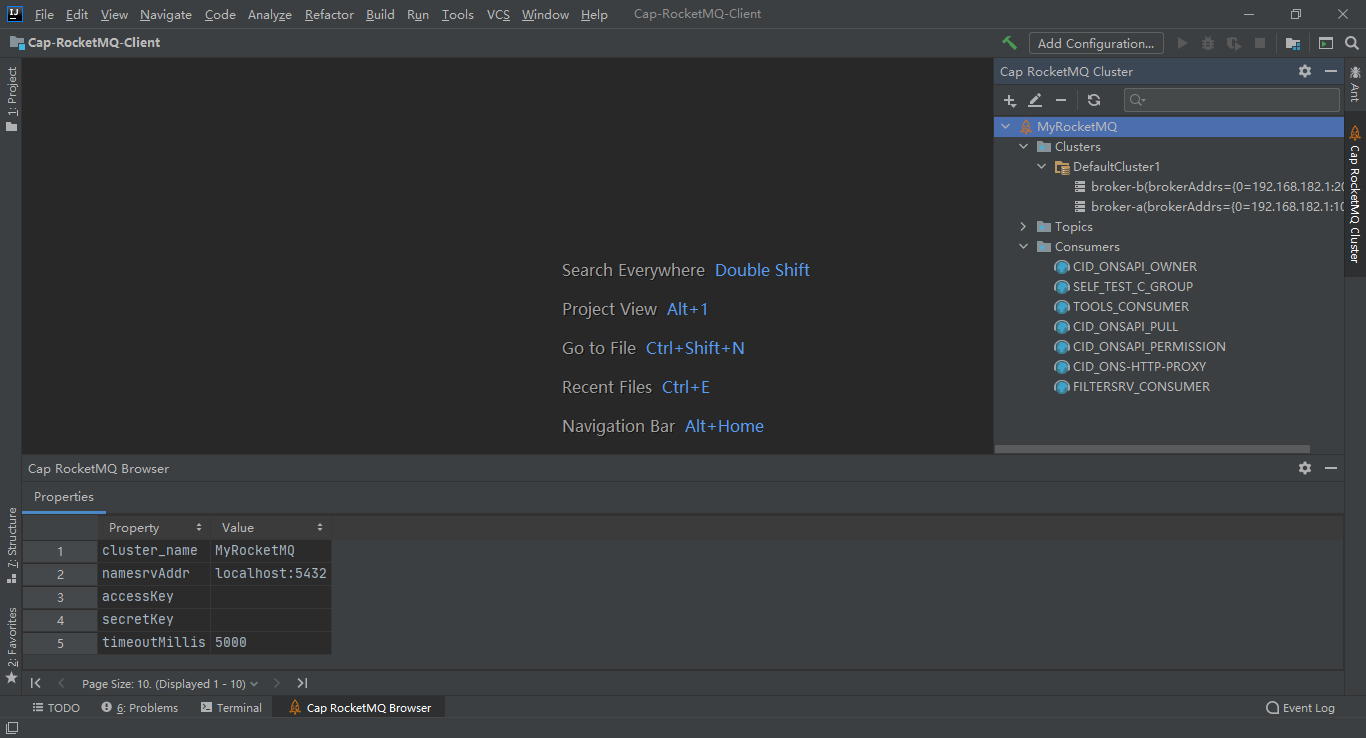 File Edit View Navigate Code Analyze Refactor Build Run Tools VCS Window Help Cap-RocketMQ-Client
Cap-RocketMQ-Client
Add Configuration...
1: Project
7: Structure
2: Favorites
Search Everywhere Double Shift
Project View Alt+1
Go to File Ctrl+Shift+N
Recent Files Ctrl+E
Navigation Bar Alt+Home
Cap RocketMQ Cluster
MyRocketMQ
Clusters
DefaultCluster1
broker-b(brokerAddrs={0=192.168.182.1:20
broker-a(brokerAddrs={0=192.168.182.1:10
Topics
Consumers
CID_ONSAPI_OWNER
SELF_TEST_C_GROUP
TOOLS_CONSUMER
CID_ONSAPI_PULL
CID_ONSAPI_PERMISSION
CID_ONS-HTTP-PROXY
FILTERSRV_CONSUMER
Ant
Cap RocketMQ Cluster
Cap RocketMQ Browser
Properties
Property Value
1 cluster_name MyRocketMQ
2 namesrvAddr localhost:5432
3 accessKey
4 secretKey
5 timeoutMillis 5000
Page Size: 10. (Displayed 1 - 10)
TODO 6: Problems Terminal Cap RocketMQ Browser Event Log